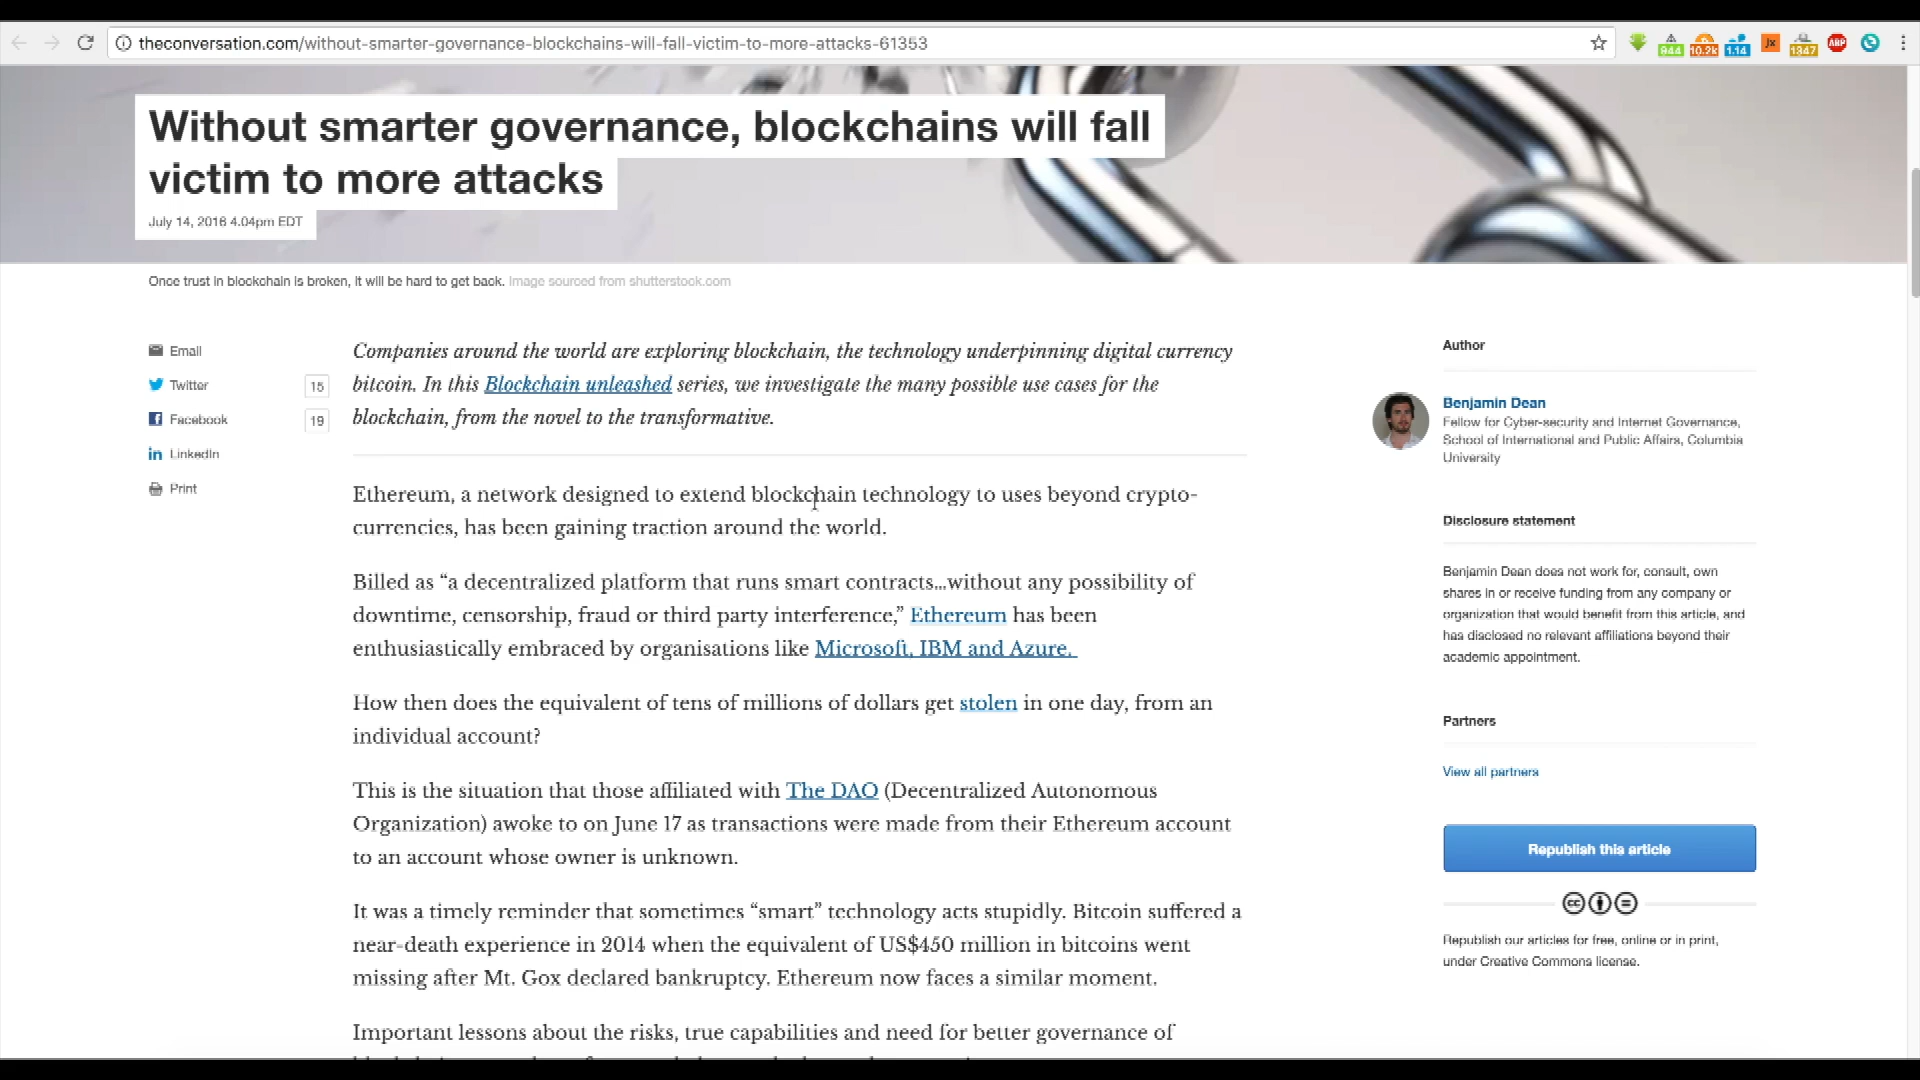 theconversation.com/without-smarter-governance-blockchains-will-fall-victim-to-more-attacks-61353
944
10.2k
1.14
Jx
1347
ABP
Without smarter governance, blockchains will fall
victim to more attacks
July 14, 2016 4.04pm EDT
Once trust in blockchain is broken, it will be hard to get back. Image sourced from shutterstock.com
Email
Twitter 15
Facebook 19
LinkedIn
Print
Companies around the world are exploring blockchain, the technology underpinning digital currency
bitcoin. In this Blockchain unleashed series, we investigate the many possible use cases for the
blockchain, from the novel to the transformative.
Ethereum, a network designed to extend blockchain technology to uses beyond crypto-
currencies, has been gaining traction around the world.
Billed as “a decentralized platform that runs smart contracts…without any possibility of
downtime, censorship, fraud or third party interference,” Ethereum has been
enthusiastically embraced by organisations like Microsoft, IBM and Azure.
How then does the equivalent of tens of millions of dollars get stolen in one day, from an
individual account?
This is the situation that those affiliated with The DAO (Decentralized Autonomous
Organization) awoke to on June 17 as transactions were made from their Ethereum account
to an account whose owner is unknown.
It was a timely reminder that sometimes “smart” technology acts stupidly. Bitcoin suffered a
near-death experience in 2014 when the equivalent of US$450 million in bitcoins went
missing after Mt. Gox declared bankruptcy. Ethereum now faces a similar moment.
Important lessons about the risks, true capabilities and need for better governance of
Author
Benjamin Dean
Fellow for Cyber-security and Internet Governance,
School of International and Public Affairs, Columbia
University
Disclosure statement
Benjamin Dean does not work for, consult, own
shares in or receive funding from any company or
organization that would benefit from this article, and
has disclosed no relevant affiliations beyond their
academic appointment.
Partners
View all partners
Republish this article
cc
Republish our articles for free, online or in print,
under Creative Commons license.